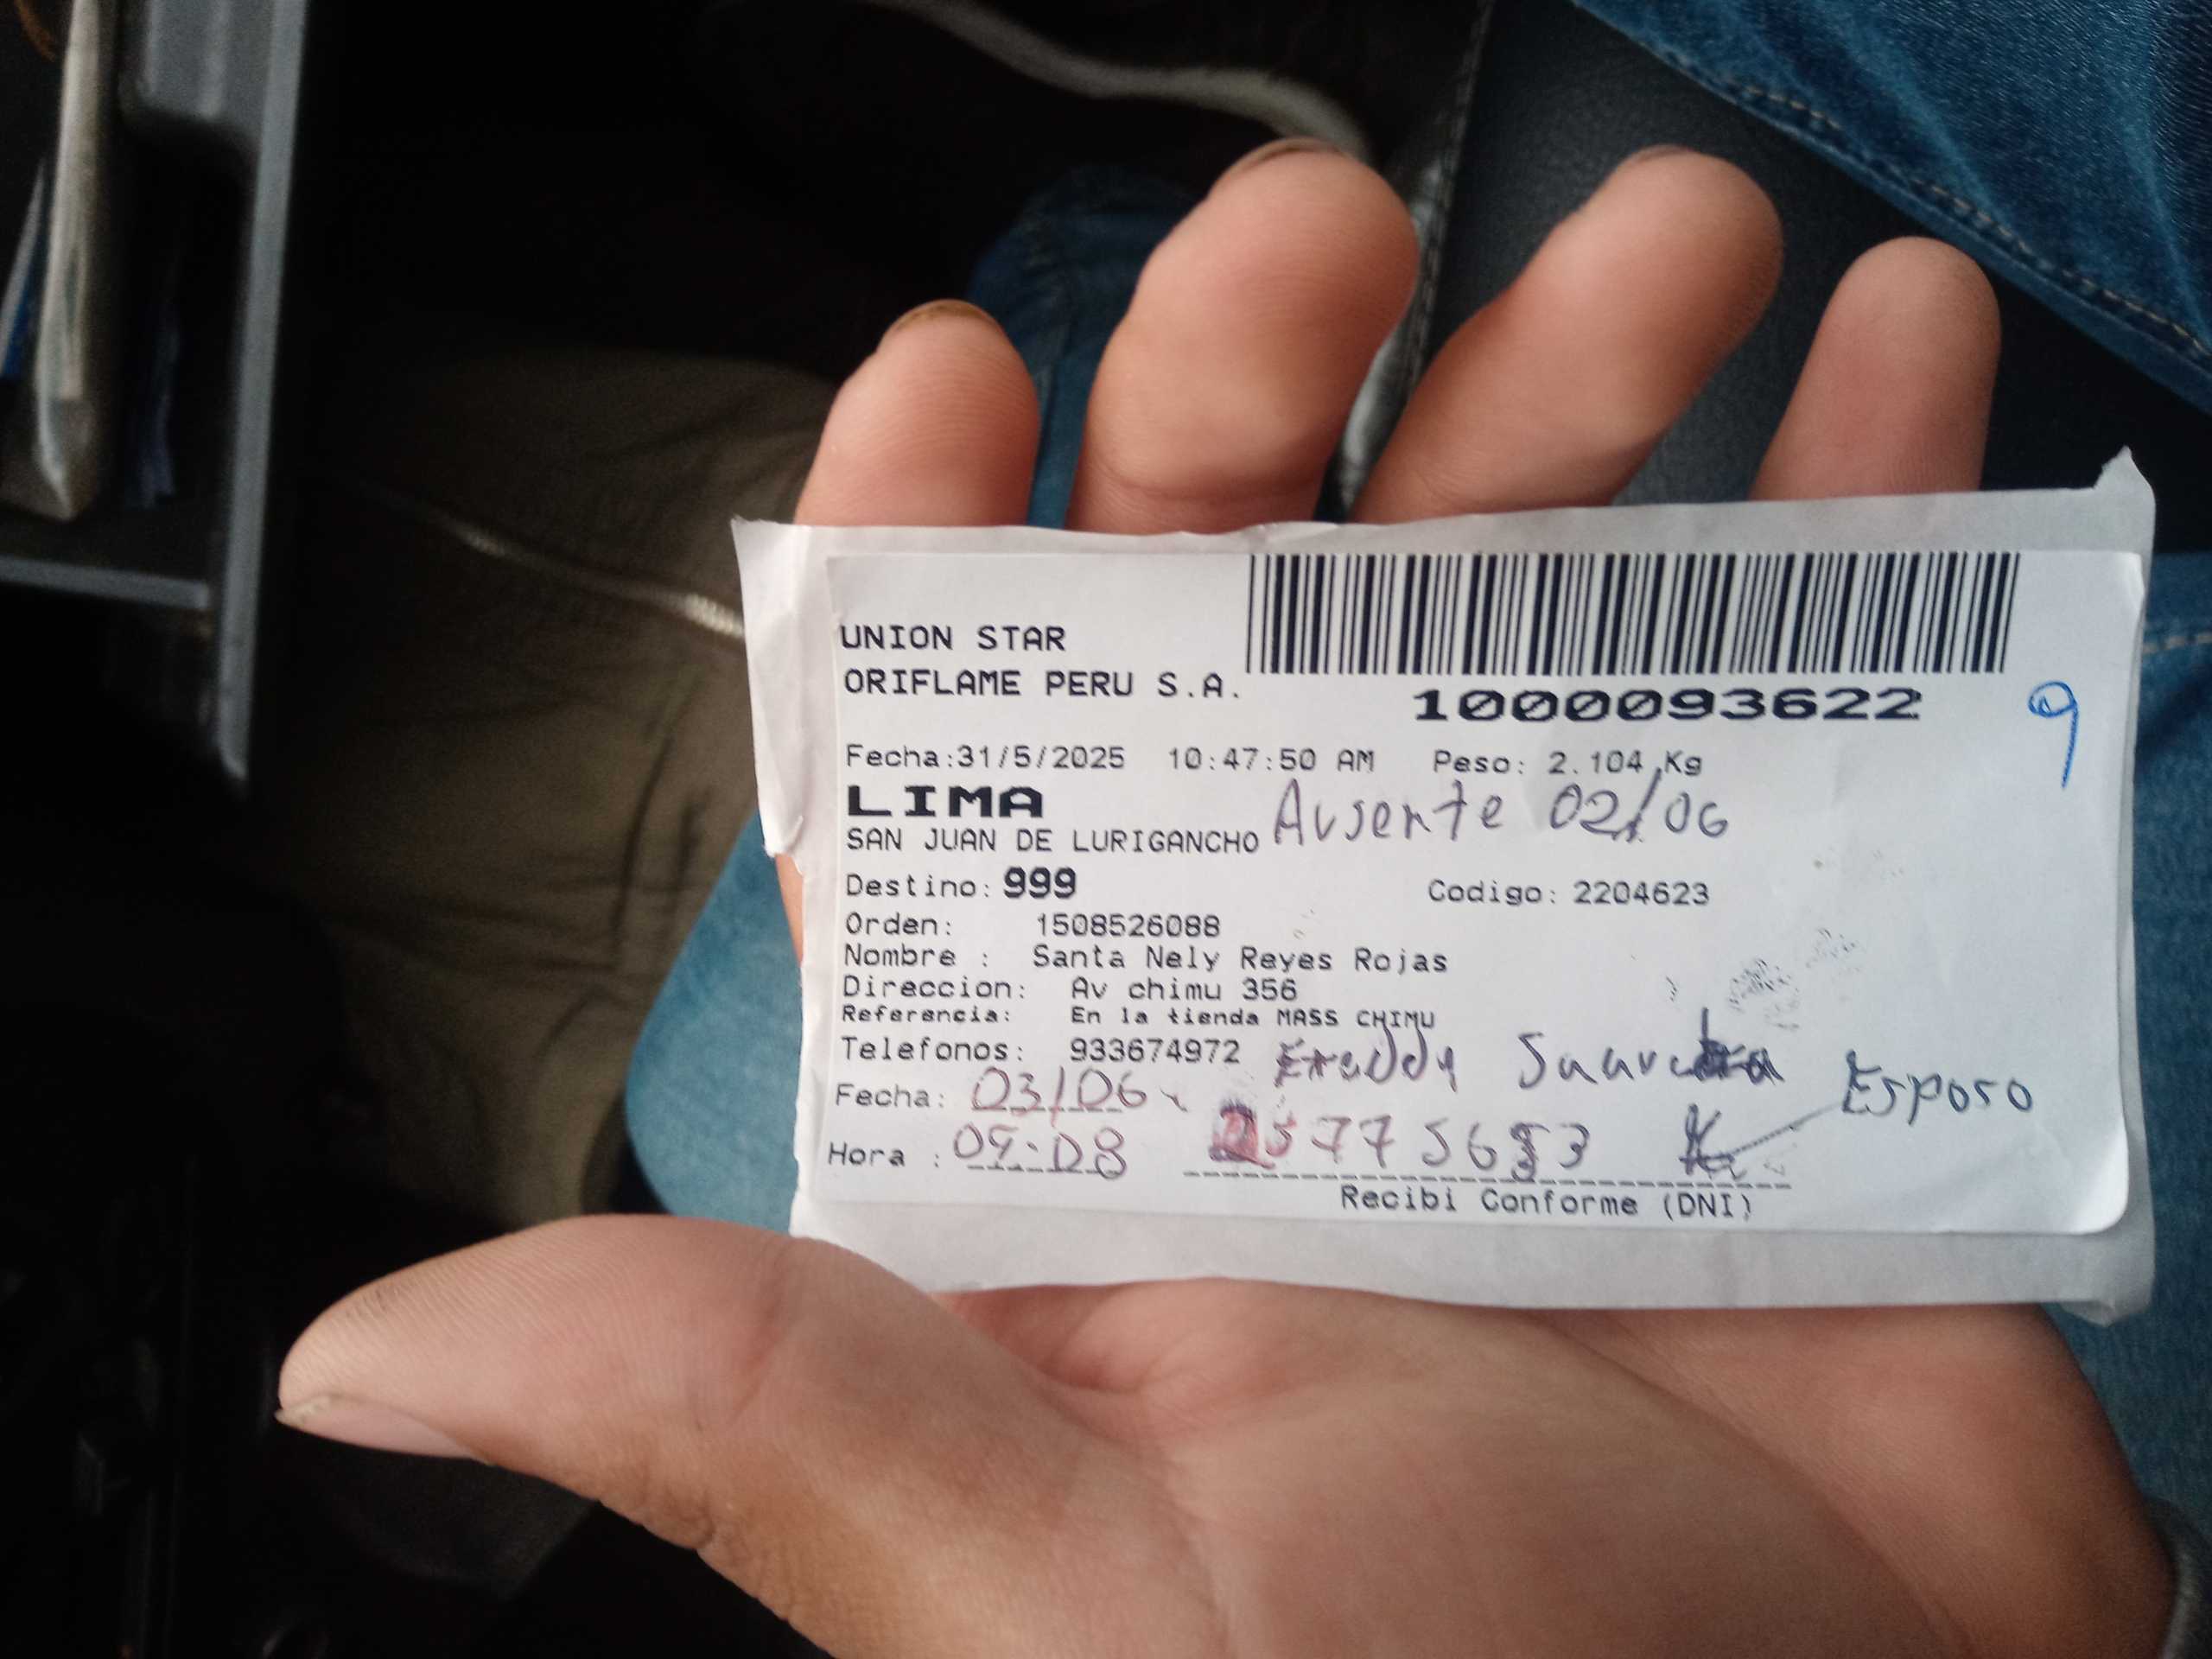 UNION STAR
ORIFLAME PERU S.A.
1000093622
9
Fecha:31/5/2025 10:47:50 AM Peso: 2.104 Kg
LIMA
Ausente 02/06
SAN JUAN DE LURIGANCHO
Destino: 999 Codigo: 2204623
Orden: 1508526088
Nombre : Santa Nely Reyes Rojas
Direccion: Av chimu 356
Referencia: En la tienda MASS CHIMU
Telefonos: 933674972 Freddy
Esposo
Fecha: 03/06
Hora : 09:08
Recibi Conforme (DNI)